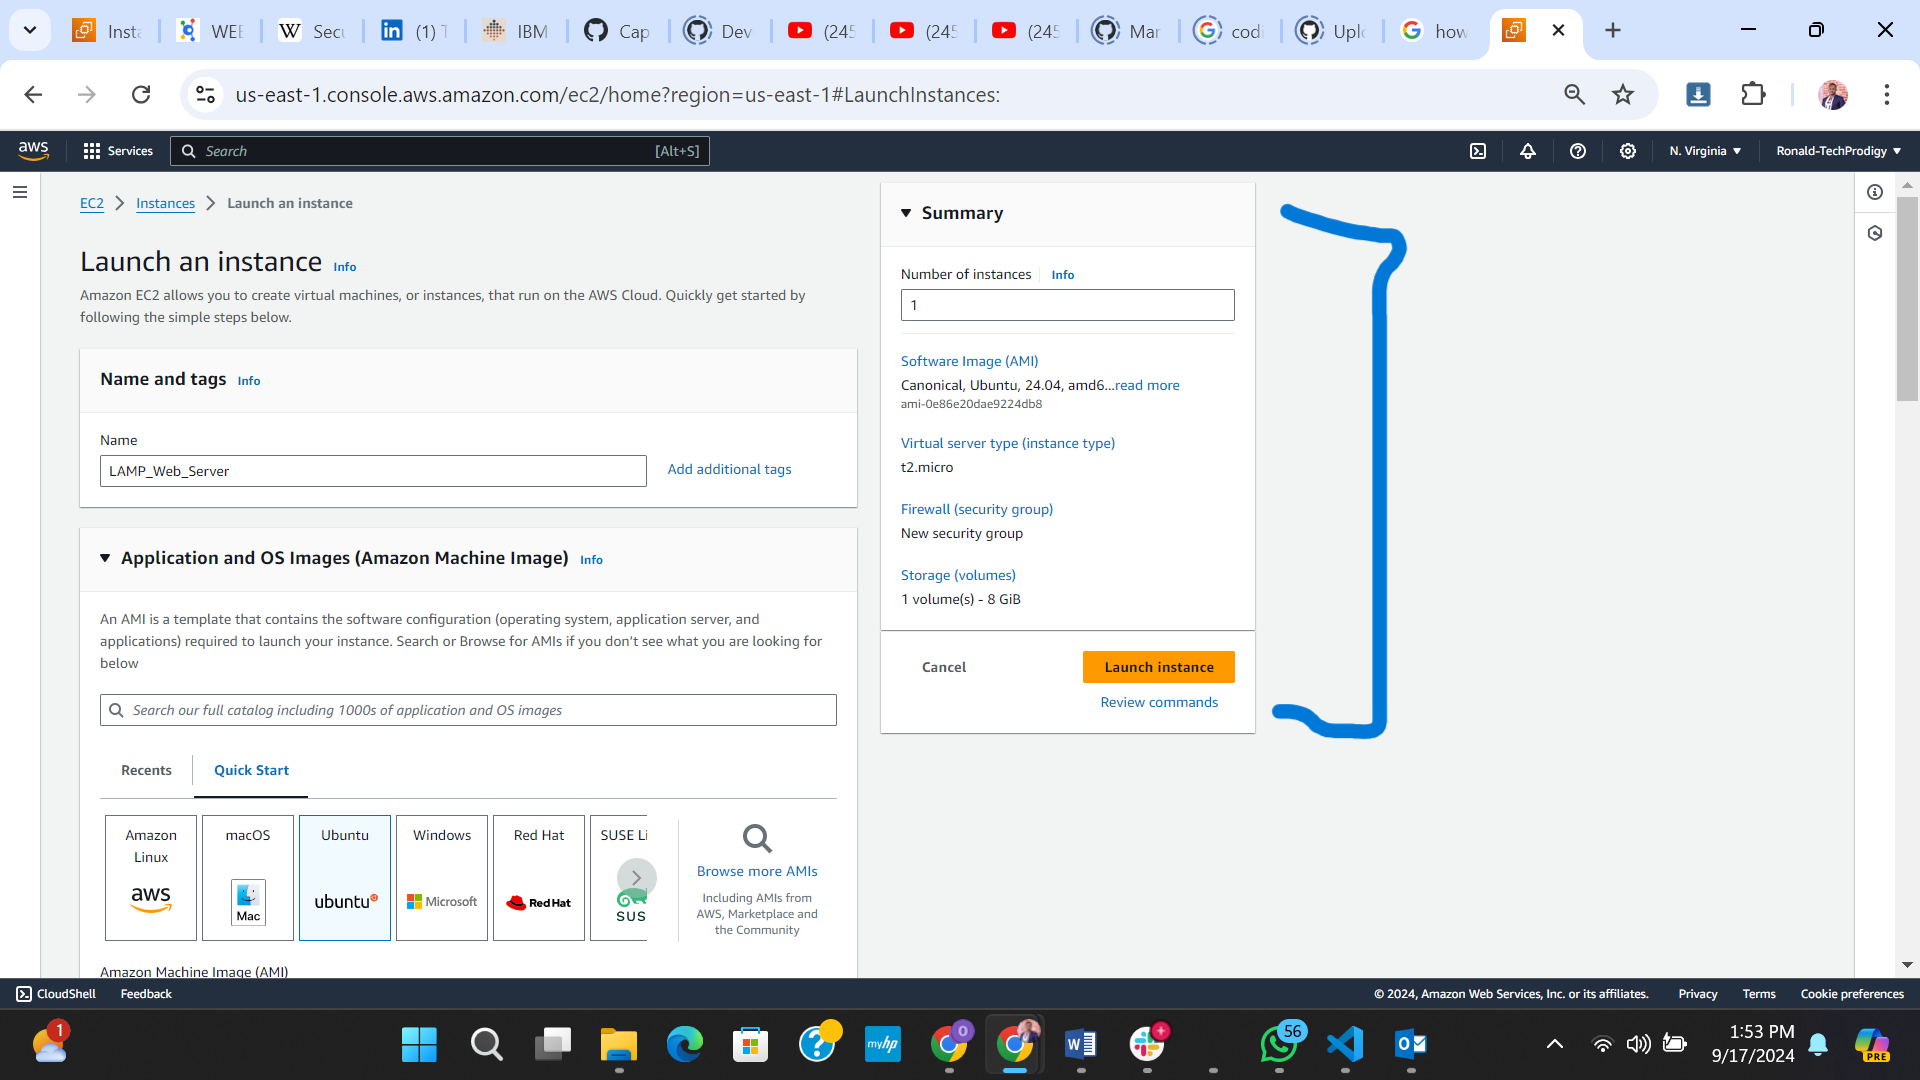 Insta
WEB
Secu
(1) T
IBM
Cap
Dev
(245
(245
(245
Mar
codi
Uplo
how
us-east-1.console.aws.amazon.com/ec2/home?region=us-east-1#LaunchInstances:
aws
Services
Search
[Alt+S]
N. Virginia
Ronald-TechProdigy
EC2
Instances
Launch an instance
Launch an instance Info
Amazon EC2 allows you to create virtual machines, or instances, that run on the AWS Cloud. Quickly get started by
following the simple steps below.
Name and tags Info
Name
LAMP_Web_Server
Add additional tags
Application and OS Images (Amazon Machine Image) Info
An AMI is a template that contains the software configuration (operating system, application server, and
applications) required to launch your instance. Search or Browse for AMIs if you don't see what you are looking for
below
Search our full catalog including 1000s of application and OS images
Recents
Quick Start
Amazon
Linux
aws
macOS
Mac
Ubuntu
ubuntu
Windows
Microsoft
Red Hat
Red Hat
SUSE Li
SUS
Browse more AMIs
Including AMIs from
AWS, Marketplace and
the Community
Amazon Machine Image (AMI)
Summary
Number of instances Info
1
Software Image (AMI)
Canonical, Ubuntu, 24.04, amd6...read more
ami-0e86e20dae9224db8
Virtual server type (instance type)
t2.micro
Firewall (security group)
New security group
Storage (volumes)
1 volume(s) - 8 GiB
Cancel
Launch instance
Review commands
CloudShell
Feedback
© 2024, Amazon Web Services, Inc. or its affiliates.
Privacy
Terms
Cookie preferences
1
myhp
0
56
1:53 PM
9/17/2024
PRE